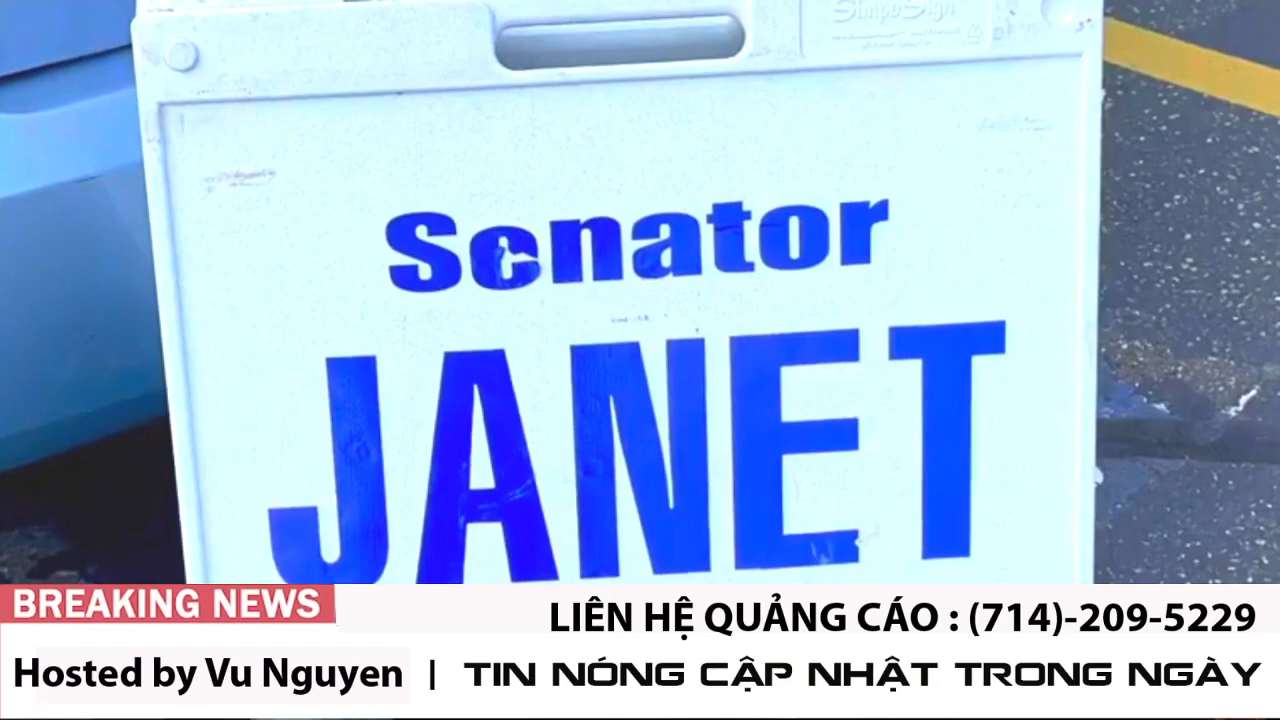 SimpoSign
Senator
JANET
BREAKING NEWS
LIÊN HỆ QUẢNG CÁO : (714)-209-5229
Hosted by Vu Nguyen | TIN NÓNG CẬP NHẬT TRONG NGÀY